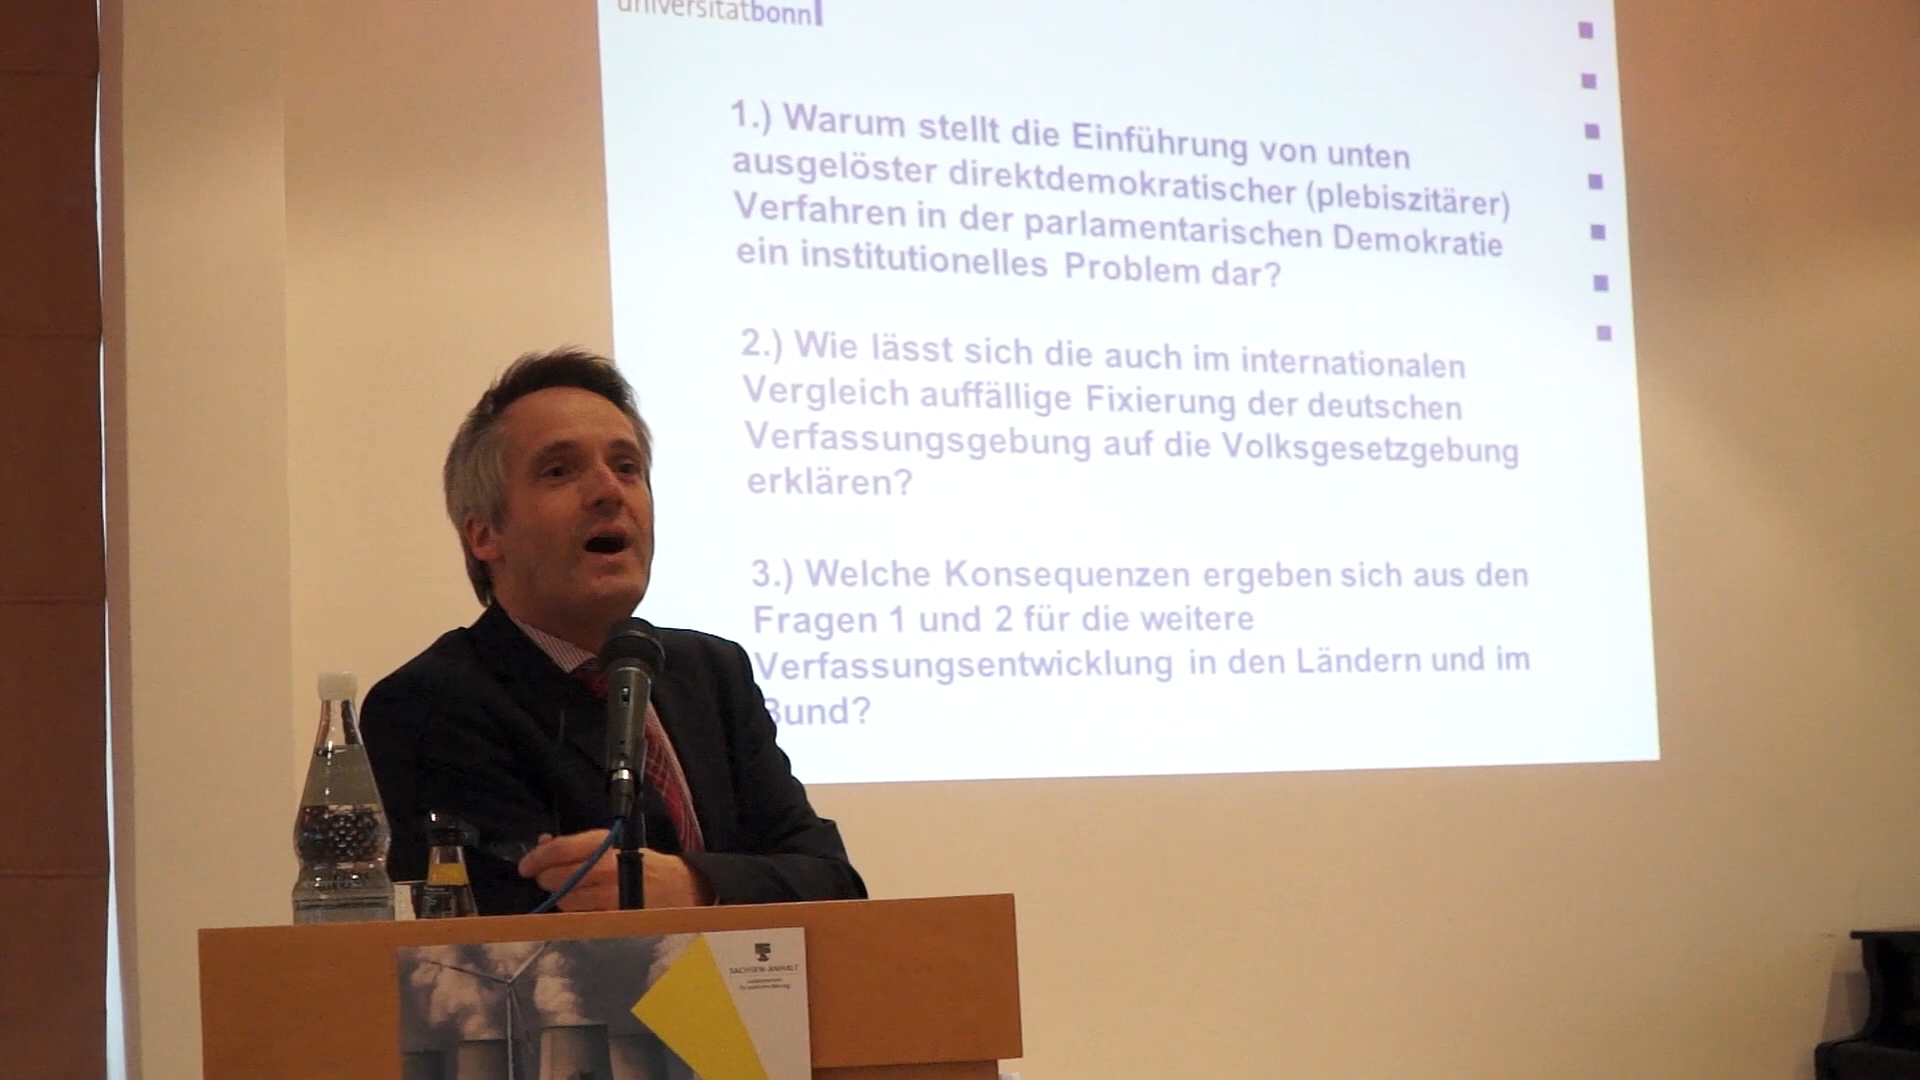 universitätbonn
1.) Warum stellt die Einführung von unten
ausgelöster direktdemokratischer (plebiszitärer)
Verfahren in der parlamentarischen Demokratie
ein institutionelles Problem dar?
2.) Wie lässt sich die auch im internationalen
Vergleich auffällige Fixierung der deutschen
Verfassungsgebung auf die Volksgesetzgebung
erklären?
3.) Welche Konsequenzen ergeben sich aus den
Fragen 1 und 2 für die weitere
Verfassungsentwicklung in den Ländern und im
Bund?
SACHSEN-ANHALT